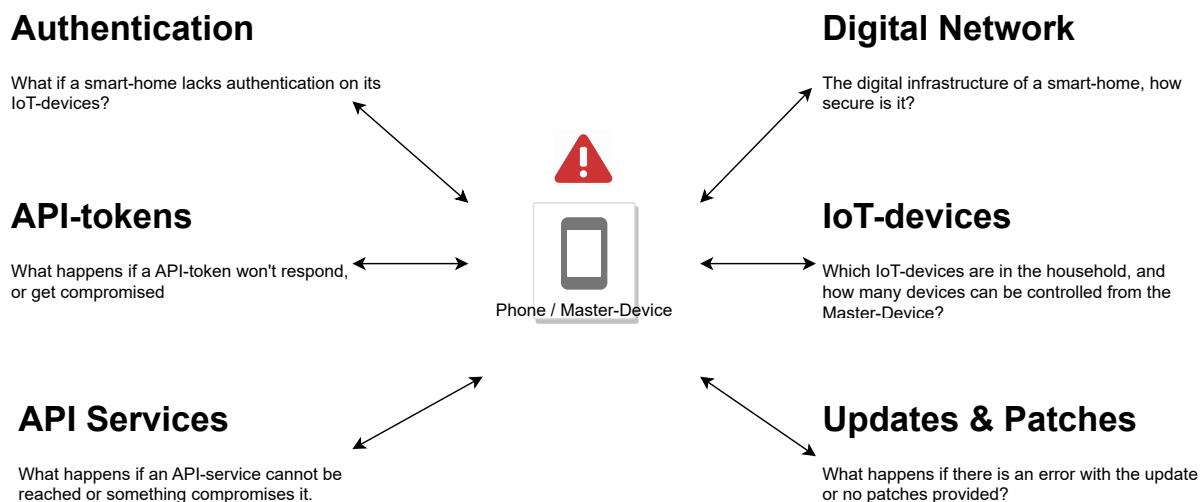 Authentication
What if a smart-home lacks authentication on its
IoT-devices?
API-tokens
What happens if a API-token won't respond,
or get compromised
API Services
What happens if an API-service cannot be
reached or something compromises it.
Phone / Master-Device
Digital Network
The digital infrastructure of a smart-home, how
secure is it?
IoT-devices
Which IoT-devices are in the household, and
how many devices can be controlled from the
Master-Device?
Updates & Patches
What happens if there is an error with the update
or no patches provided?